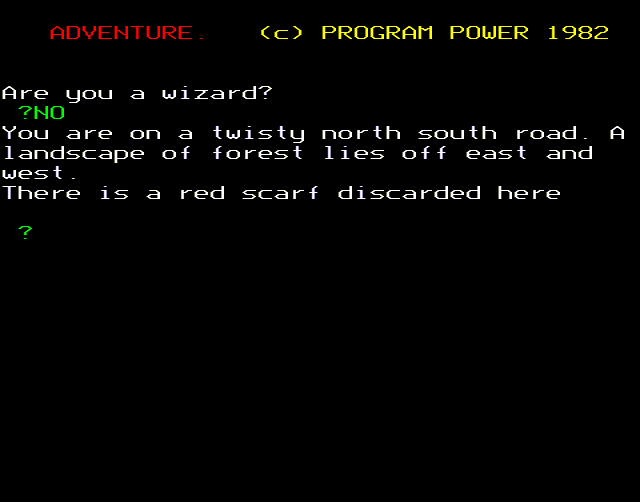 ADVENTURE. (c) PROGRAM POWER 1982
Are you a wizard?
?NO
You are on a twisty north south road. A
landscape of forest lies off east and
west.
There is a red scarf discarded here
?